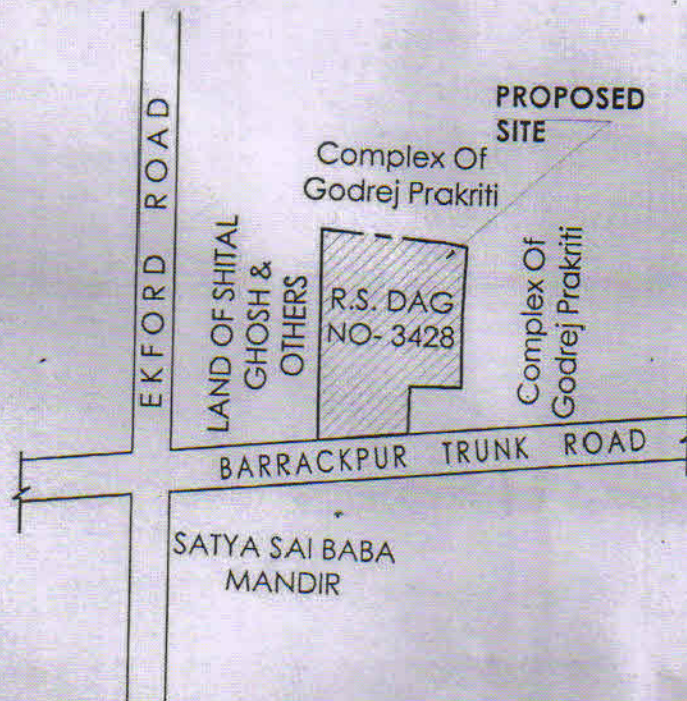 PROPOSED
SITE
Complex Of
Godrej Prakriti
EKFORD ROAD
LAND OF SHITAL
GHOSH &
OTHERS
R.S. DAG
NO- 3428
Complex Of
Godrej Prakriti
BARRACKPUR TRUNK ROAD
SATYA SAI BABA
MANDIR